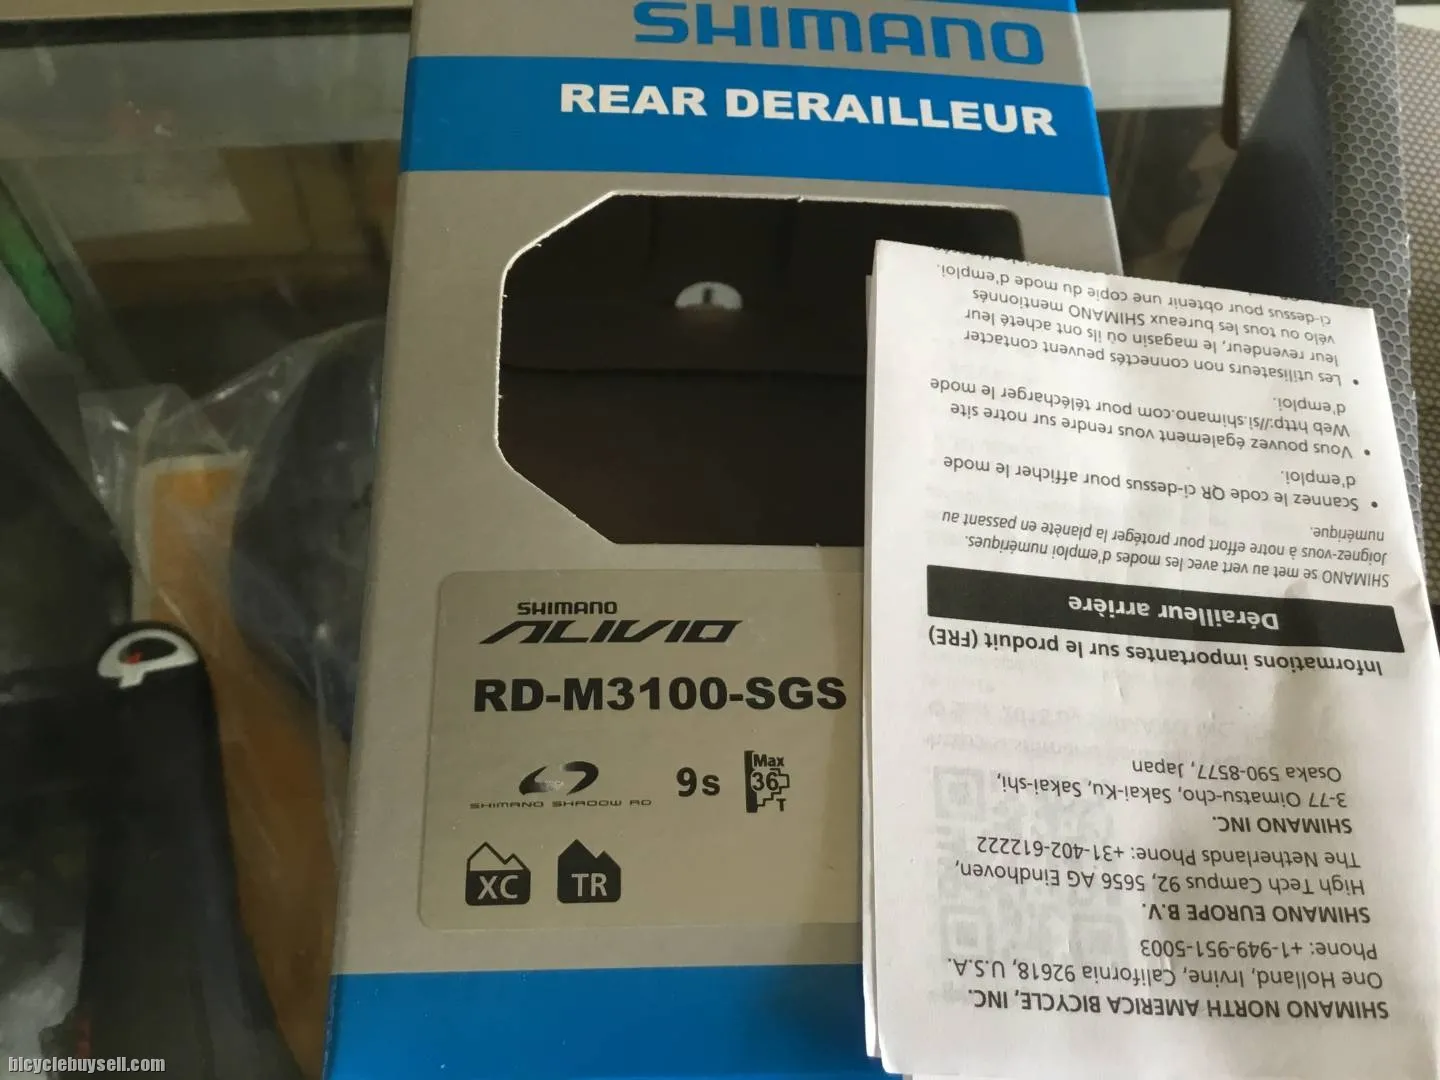 SHIMANO
REAR DERAILLEUR
SHIMANO
ALIVIO
RD-M3100-SGS
SHIMANO SHADOW RD
9s
Max
36
T
XC
TR
SHIMANO NORTH AMERICA BICYCLE, INC.
One Holland, Irvine, California 92618, U.S.A.
Phone: +1-949-951-5003
SHIMANO EUROPE B.V.
High Tech Campus 92, 5656 AG Eindhoven,
The Netherlands Phone: +31-402-612222
SHIMANO INC.
3-77 Oimatsu-cho, Sakai-Ku, Sakai-shi,
Osaka 590-8577, Japan
Informations importantes sur le produit (FRE)
Dérailleur arrière
SHIMANO se met au vert avec les modes d'emploi numériques.
Joignez-vous à notre effort pour protéger la planète en passant au
numérique.
• Scannez le code QR ci-dessus pour afficher le mode
d'emploi.
• Vous pouvez également vous rendre sur notre site
Web http://si.shimano.com pour télécharger le mode
d'emploi.
• Les utilisateurs non connectés peuvent contacter
leur revendeur, le magasin où ils ont acheté leur
vélo ou tous les bureaux SHIMANO mentionnés
ci-dessus pour obtenir une copie du mode d'emploi.
bicyclebuysell.com